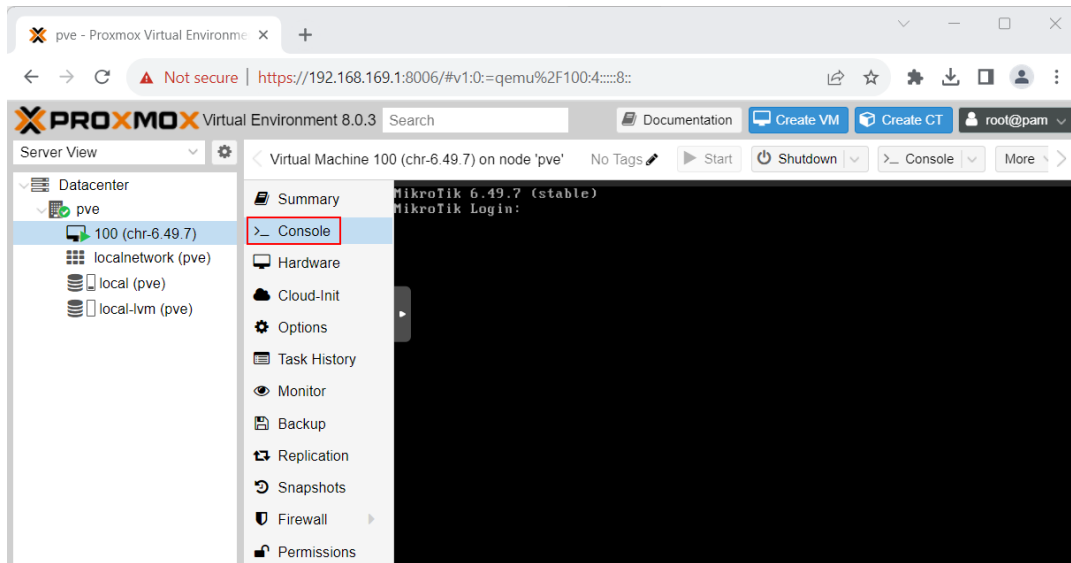 pve - Proxmox Virtual Environme
Not secure https://192.168.169.1:8006/#v1:0:=qemu%2F100:4:::::8::
PROXMOX Virtual Environment 8.0.3 Search Documentation Create VM Create CT root@pam
Server View Virtual Machine 100 (chr-6.49.7) on node 'pve' No Tags Start Shutdown >_ Console More
Datacenter
pve
100 (chr-6.49.7)
localnetwork (pve)
local (pve)
local-lvm (pve)
Summary
>_ Console
Hardware
Cloud-Init
Options
Task History
Monitor
Backup
Replication
Snapshots
Firewall
Permissions
MikroTik 6.49.7 (stable)
MikroTik Login: